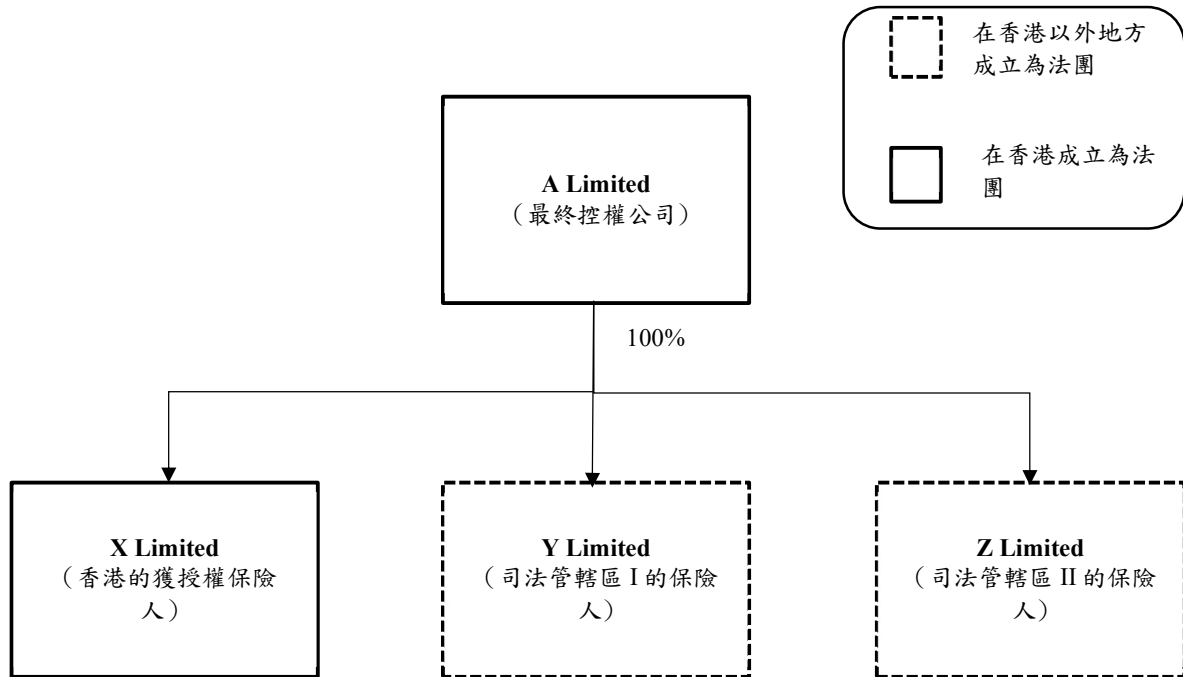 在香港以外地方
成立為法團
在香港成立為法
團
A Limited
（最終控權公司）
100%
X Limited
（香港的獲授權保險
人）
Y Limited
（司法管轄區 I 的保險
人）
Z Limited
（司法管轄區 II 的保險
人）